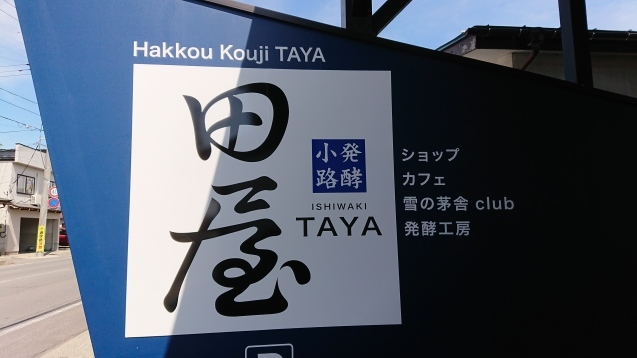 Hakkou Kouji TAYA
田屋
発酵
小路
ISHIWAKI
TAYA
ショップ
カフェ
雪の茅舎 club
発酵工房
P